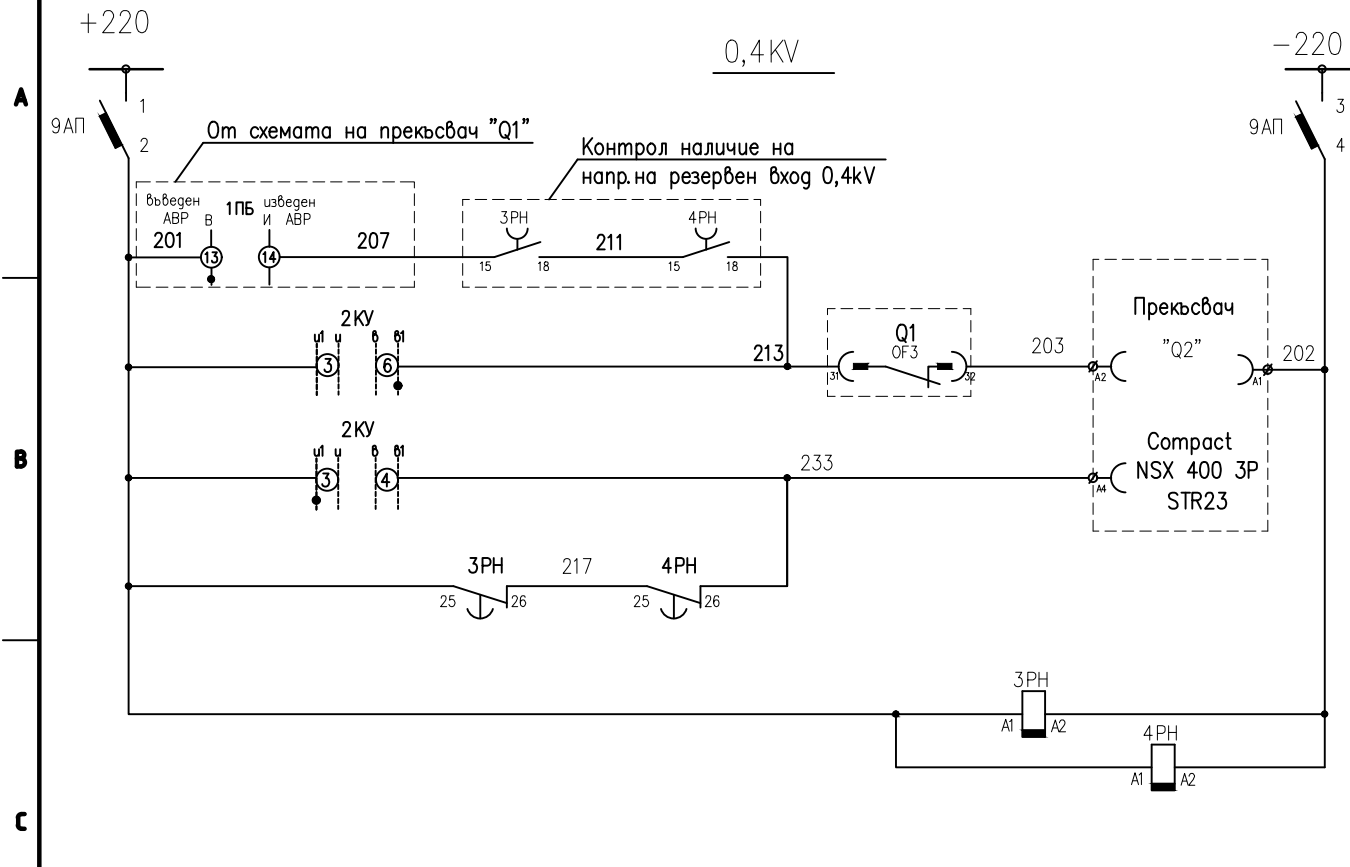 +220
0,4KV
-220
A
9АП
1
2
9АП
3
4
От схемата на прекъсвач "Q1"
Контрол наличие на
напр.на резервен вход 0,4kV
въведен
АВР
В
1ПБ
изведен
И
АВР
201
13
14
207
3РН
15
18
211
4РН
15
18
2КУ
и1
и
в
в1
3
6
213
Q1
OF3
31
32
203
A2
Прекъсвач
"Q2"
A1
202
B
2КУ
и1
и
в
в1
3
4
233
A4
Compact
NSX 400 3P
STR23
3РН
25
26
217
4РН
25
26
3РН
A1
A2
4РН
A1
A2
C